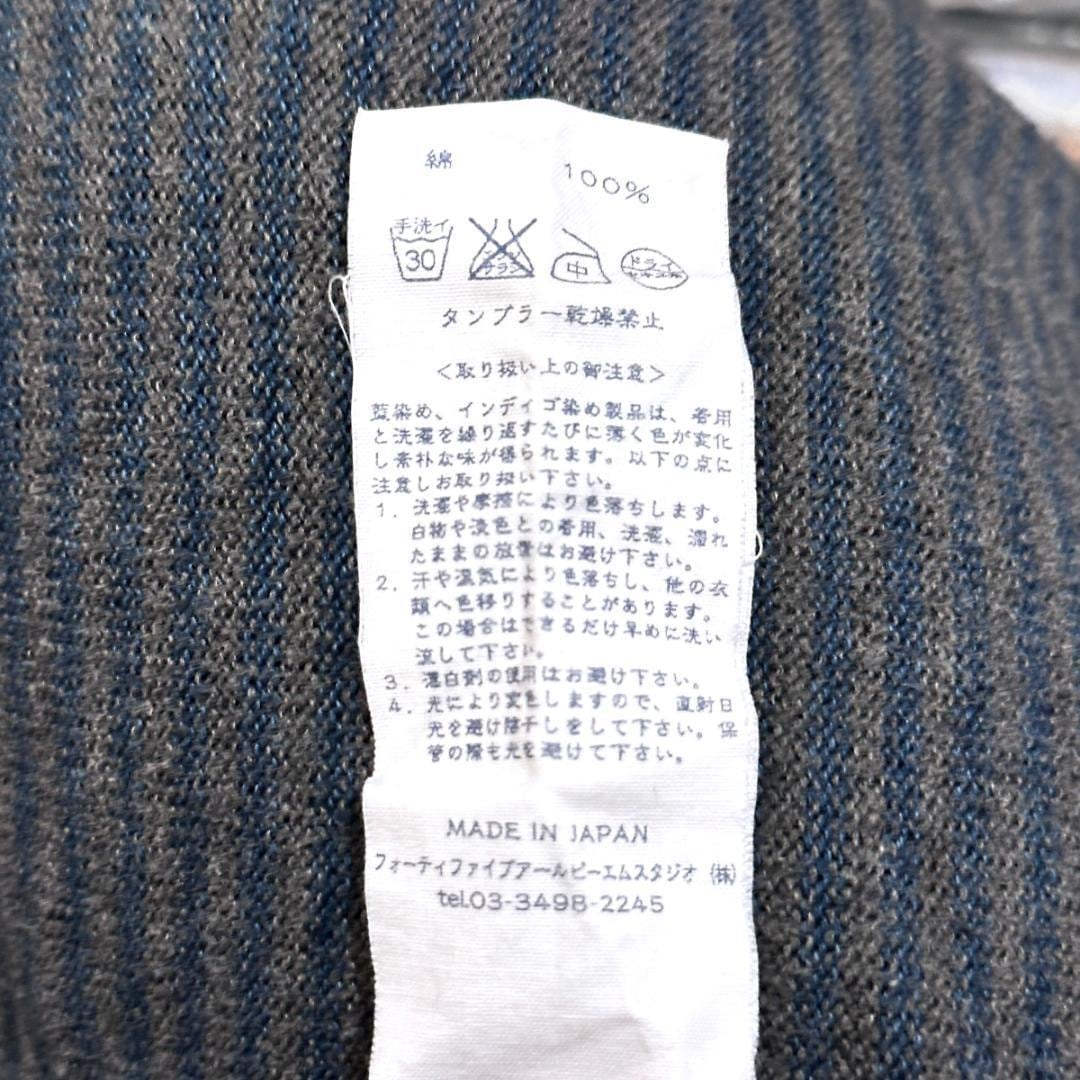 綿 100%
手洗イ
30 サラシ 中 ドライ
タンブラー乾燥禁止
＜取り扱い上の御注意＞
藍染め、インディゴ染め製品は、着用
と洗濯を繰り返すたびに薄く色が変化
し素朴な味が得られます。以下の点に
注意しお取り扱い下さい。
1. 洗濯や摩擦により色落ちします。
白物や淡色との着用、洗濯、濡れ
たままの放置はお避け下さい。
2. 汗や湿気により色落ちし、他の衣
類へ色移りすることがあります。
この場合はできるだけ早めに洗い
流して下さい。
3. 漂白剤の使用はお避け下さい。
4. 光により変色しますので、直射日
光を避け陰干しをして下さい。保
管の際も光を避けて下さい。
MADE IN JAPAN
フォーティファイブアールピーエムスタジオ (株)
tel.03-3498-2245